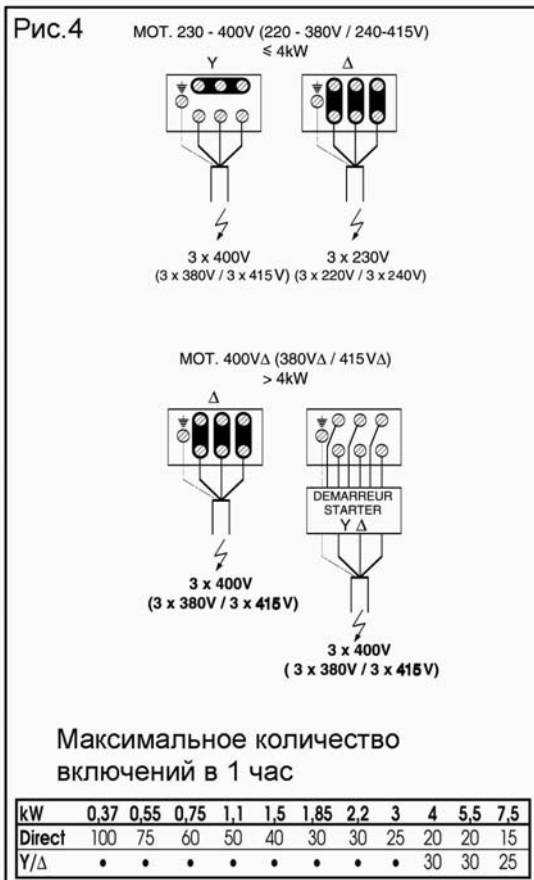 Рис.4
МОТ. 230 - 400V (220 - 380V / 240-415V)
≤ 4kW
Y Δ
3 x 400V 3 x 230V
(3 x 380V / 3 x 415V) (3 x 220V / 3 x 240V)
МОТ. 400VΔ (380VΔ / 415VΔ)
> 4kW
Δ
DEMARREUR
STARTER
Y Δ
3 x 400V
(3 x 380V / 3 x 415V)
3 x 400V
( 3 x 380V / 3 x 415V)
Максимальное количество
включений в 1 час
kW 0,37 0,55 0,75 1,1 1,5 1,85 2,2 3 4 5,5 7,5
Direct 100 75 60 50 40 30 30 25 20 20 15
Y/Δ • • • • • • • • 30 30 25